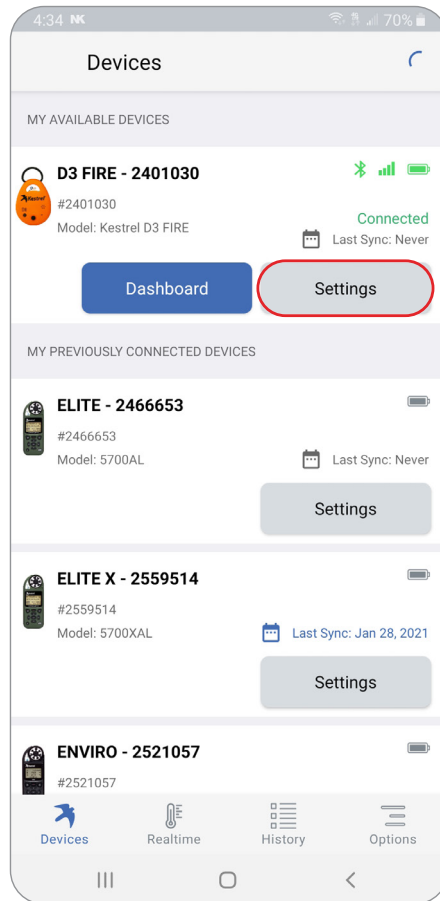 4:34 NK 70%
Devices
MY AVAILABLE DEVICES
D3 FIRE - 2401030
#2401030
Connected
Model: Kestrel D3 FIRE
Last Sync: Never
Dashboard Settings
MY PREVIOUSLY CONNECTED DEVICES
ELITE - 2466653
#2466653
Model: 5700AL Last Sync: Never
Settings
ELITE X - 2559514
#2559514
Model: 5700XAL Last Sync: Jan 28, 2021
Settings
ENVIRO - 2521057
#2521057
Devices Realtime History Options